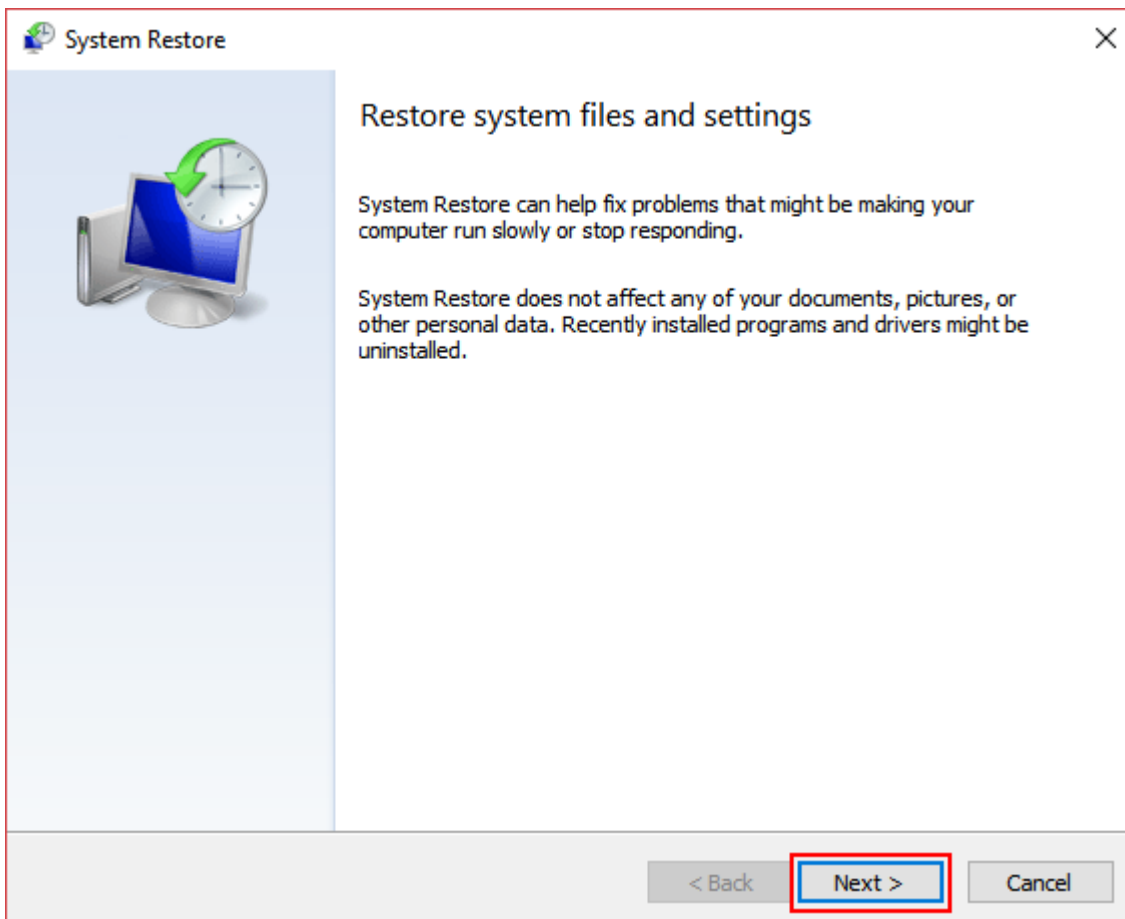 System Restore
Restore system files and settings
System Restore can help fix problems that might be making your
computer run slowly or stop responding.
System Restore does not affect any of your documents, pictures, or
other personal data. Recently installed programs and drivers might be
uninstalled.
< Back
Next >
Cancel